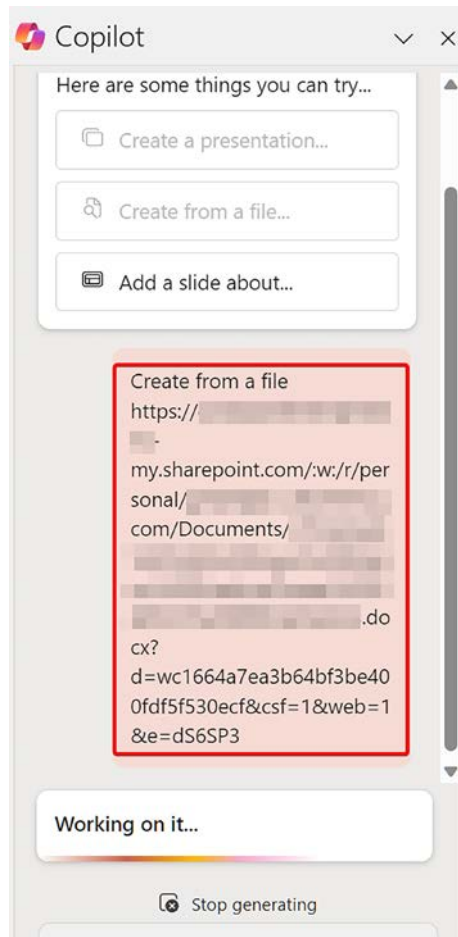 Copilot
Here are some things you can try...
Create a presentation...
Create from a file...
Add a slide about...
Create from a file
https://
-
my.sharepoint.com/:w:/r/per
sonal/
com/Documents/
.do
cx?
d=wc1664a7ea3b64bf3be40
0fdf5f530ecf&csf=1&web=1
&e=dS6SP3
Working on it...
Stop generating